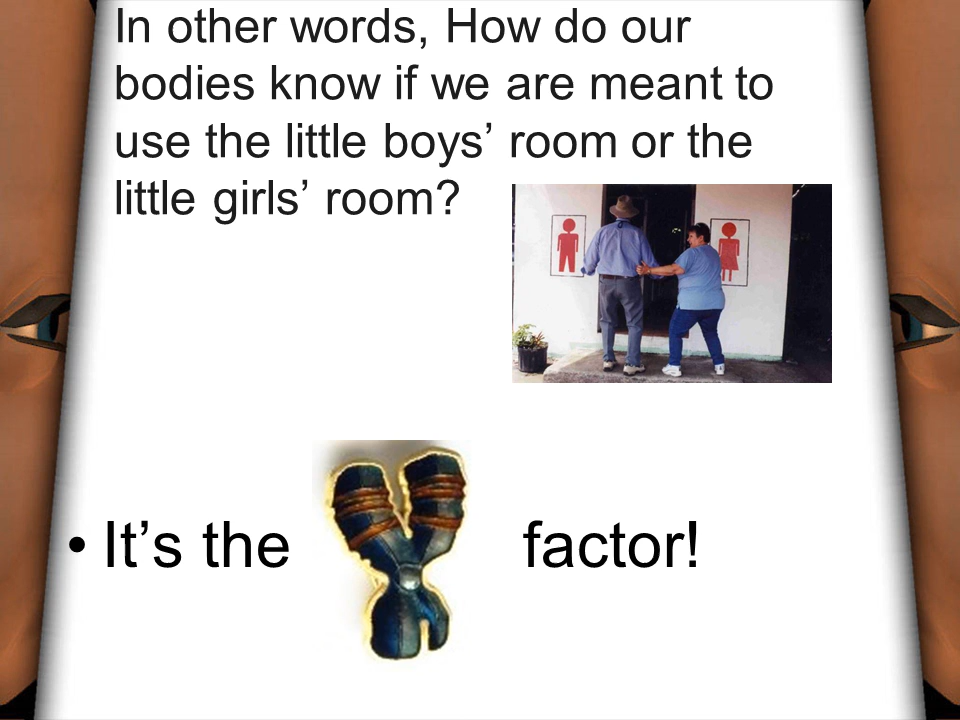 In other words, How do our
bodies know if we are meant to
use the little boys’ room or the
little girls’ room?
• It’s the factor!